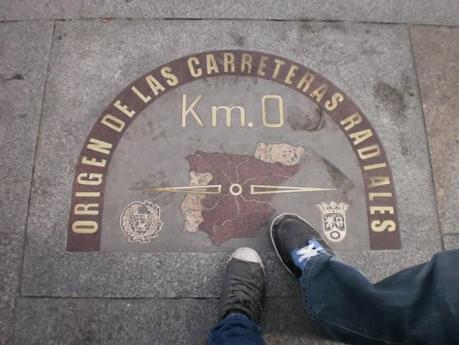 ORIGEN DE LAS CARRETERAS RADIALES
Km.0